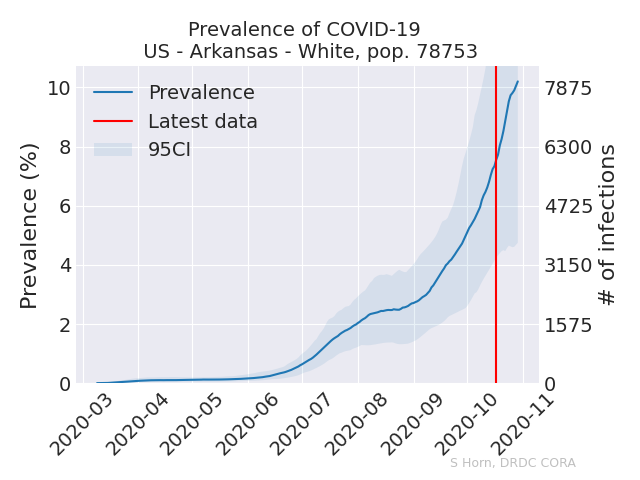 Prevalence of COVID-19
US - Arkansas - White, pop. 78753
Prevalence
Latest data
95CI
Prevalence (%)
10
8
6
4
2
0
7875
6300
4725
3150
1575
0
# of infections
2020-03
2020-04
2020-05
2020-06
2020-07
2020-08
2020-09
2020-10
2020-11
S Horn, DRDC CORA